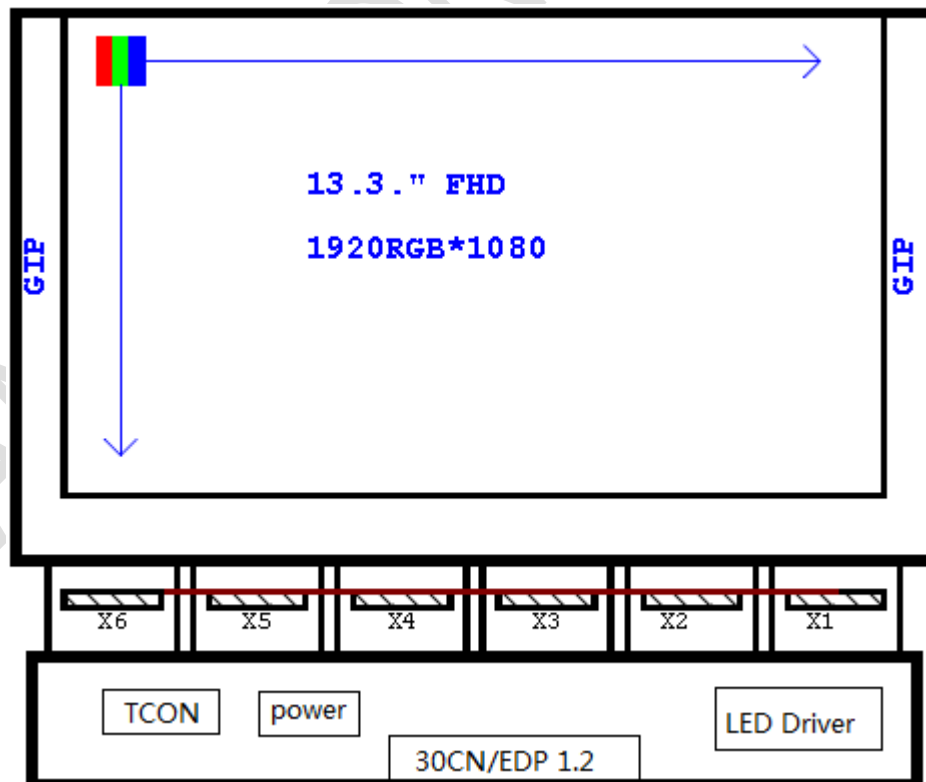 13.3." FHD
1920RGB*1080
GIP
GIP
X6 X5 X4 X3 X2 X1
TCON power LED Driver
30CN/EDP 1.2